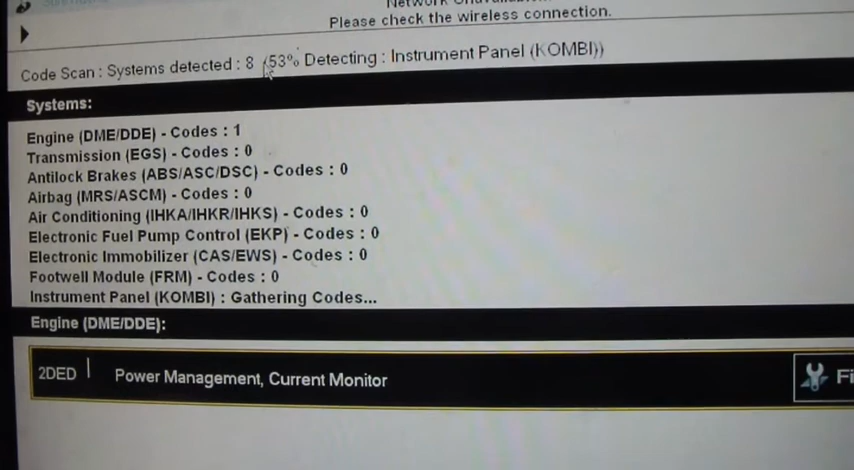 Please check the wireless connection.
Code Scan : Systems detected : 8 (53% Detecting : Instrument Panel (KOMBI))
Systems:
Engine (DME/DDE) - Codes : 1
Transmission (EGS) - Codes : 0
Antilock Brakes (ABS/ASC/DSC) - Codes : 0
Airbag (MRS/ASCM) - Codes : 0
Air Conditioning (IHKA/IHKR/IHKS) - Codes : 0
Electronic Fuel Pump Control (EKP) - Codes : 0
Electronic Immobilizer (CAS/EWS) - Codes : 0
Footwell Module (FRM) - Codes : 0
Instrument Panel (KOMBI) : Gathering Codes...
Engine (DME/DDE):
2DED Power Management, Current Monitor Fi